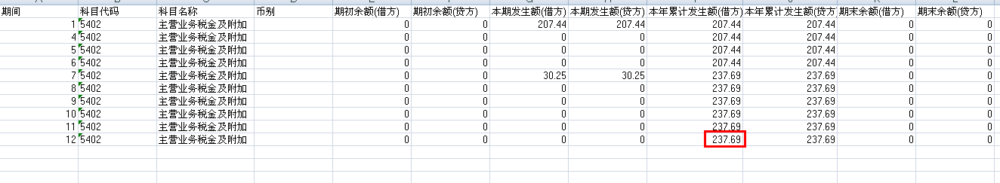 期间 科目代码 科目名称 币别 期初余额(借方) 期初余额(贷方) 本期发生额(借方) 本期发生额(贷方) 本年累计发生额(借方) 本年累计发生额(贷方) 期末余额(借方) 期末余额(贷方)
1 5402 主营业务税金及附加 0 0 207.44 207.44 207.44 207.44 0 0
4 5402 主营业务税金及附加 0 0 0 0 207.44 207.44 0 0
5 5402 主营业务税金及附加 0 0 0 0 207.44 207.44 0 0
6 5402 主营业务税金及附加 0 0 0 0 207.44 207.44 0 0
7 5402 主营业务税金及附加 0 0 30.25 30.25 237.69 237.69 0 0
8 5402 主营业务税金及附加 0 0 0 0 237.69 237.69 0 0
9 5402 主营业务税金及附加 0 0 0 0 237.69 237.69 0 0
10 5402 主营业务税金及附加 0 0 0 0 237.69 237.69 0 0
11 5402 主营业务税金及附加 0 0 0 0 237.69 237.69 0 0
12 5402 主营业务税金及附加 0 0 0 0 237.69 237.69 0 0